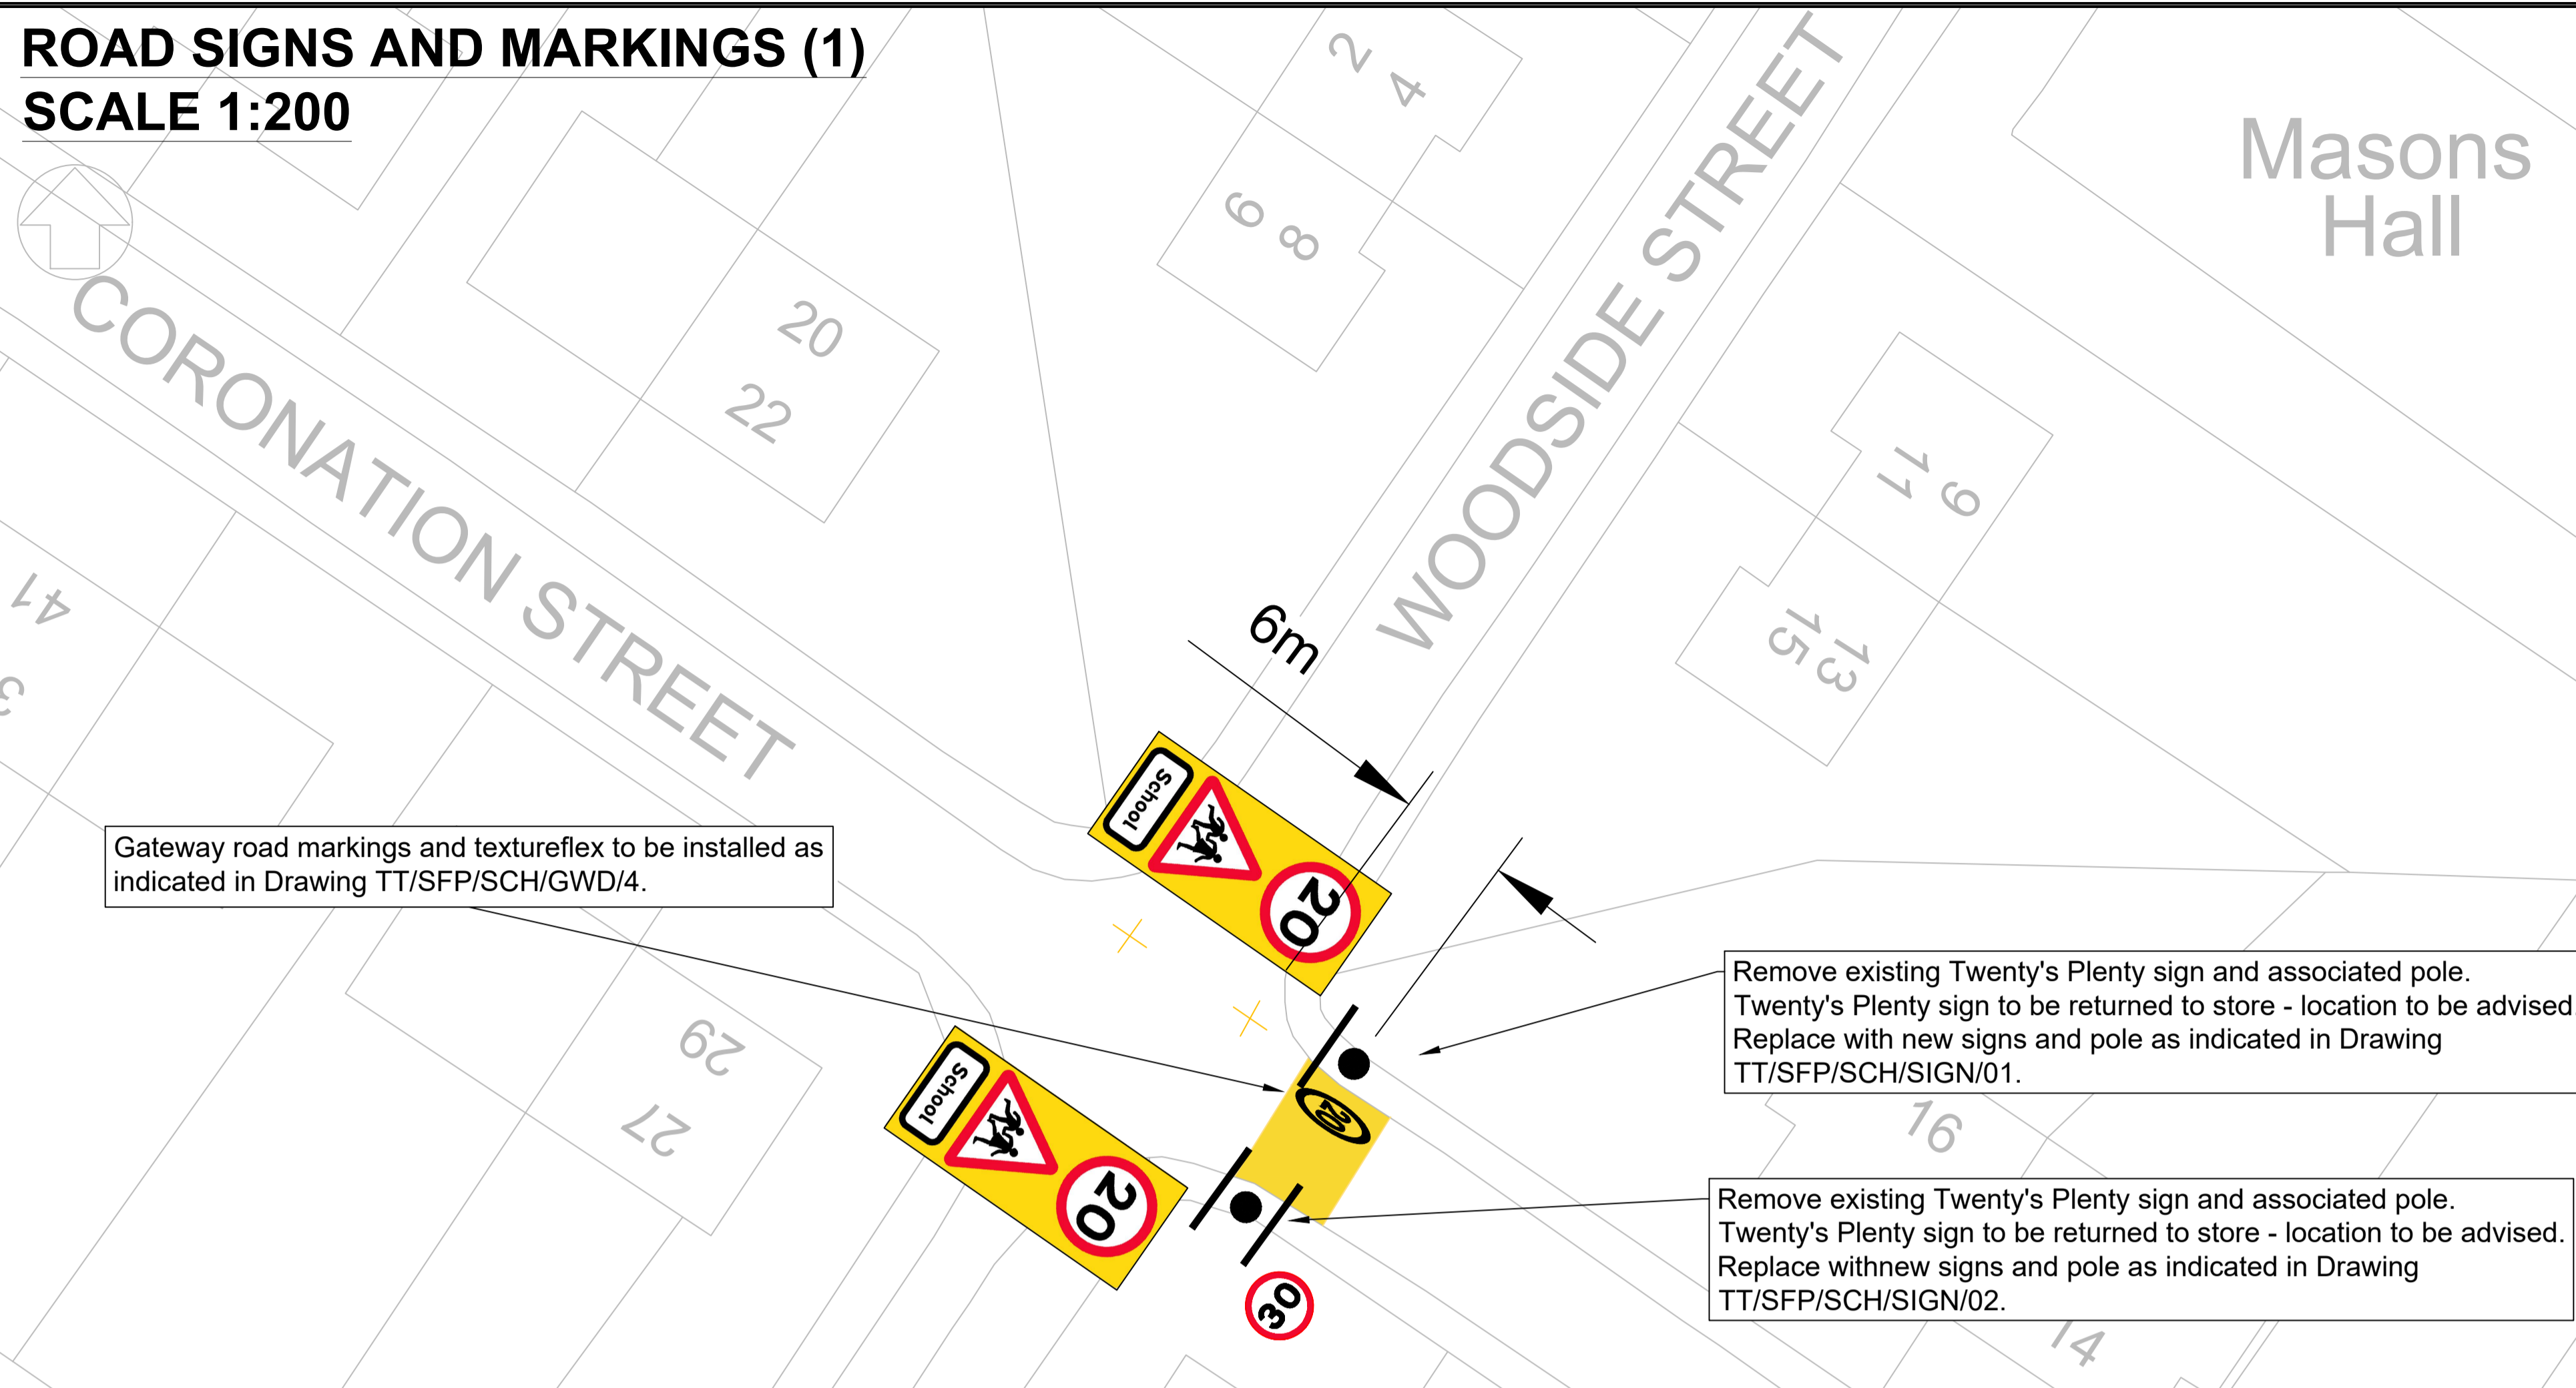 ROAD SIGNS AND MARKINGS (1)
SCALE 1:200
2
4
6
8
Masons
Hall
WOODSIDE STREET
CORONATION STREET
20
22
11
9
15
13
41
3
6m
School
20
Gateway road markings and textureflex to be installed as
indicated in Drawing TT/SFP/SCH/GWD/4.
Remove existing Twenty's Plenty sign and associated pole.
Twenty's Plenty sign to be returned to store - location to be advised.
Replace with new signs and pole as indicated in Drawing
TT/SFP/SCH/SIGN/01.
29
27
School
20
20
16
Remove existing Twenty's Plenty sign and associated pole.
Twenty's Plenty sign to be returned to store - location to be advised.
Replace withnew signs and pole as indicated in Drawing
TT/SFP/SCH/SIGN/02.
30
14